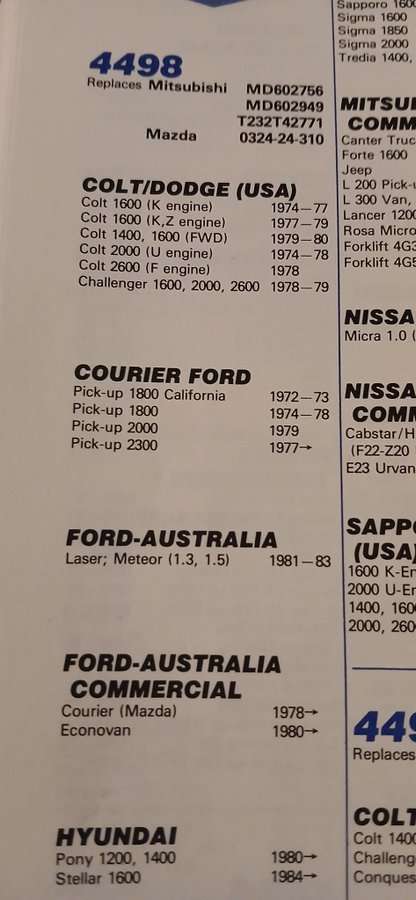 4498
Replaces Mitsubishi MD602756
MD602949
T232T42771
Mazda 0324-24-310
COLT/DODGE (USA)
Colt 1600 (K engine) 1974–77
Colt 1600 (K,Z engine) 1977–79
Colt 1400, 1600 (FWD) 1979–80
Colt 2000 (U engine) 1974–78
Colt 2600 (F engine) 1978
Challenger 1600, 2000, 2600 1978–79
COURIER FORD
Pick-up 1800 California 1972–73
Pick-up 1800 1974–78
Pick-up 2000 1979
Pick-up 2300 1977→
FORD-AUSTRALIA
Laser; Meteor (1.3, 1.5) 1981–83
FORD-AUSTRALIA
COMMERCIAL
Courier (Mazda) 1978→
Econovan 1980→
HYUNDAI
Pony 1200, 1400 1980→
Stellar 1600 1984→
Sapporo 1600
Sigma 1600
Sigma 1850
Sigma 2000
Tredia 1400,
MITSU
COMM
Canter Truc
Forte 1600
Jeep
L 200 Pick-
L 300 Van,
Lancer 1200
Rosa Micro
Forklift 4G3
Forklift 4G5
NISSA
Micra 1.0 (
NISSA
COMM
Cabstar/H
(F22-Z20
E23 Urvan
SAPPO
(USA)
1600 K-En
2000 U-En
1400, 160
2000, 260
449
Replaces
COLT
Colt 1400
Challeng
Conques